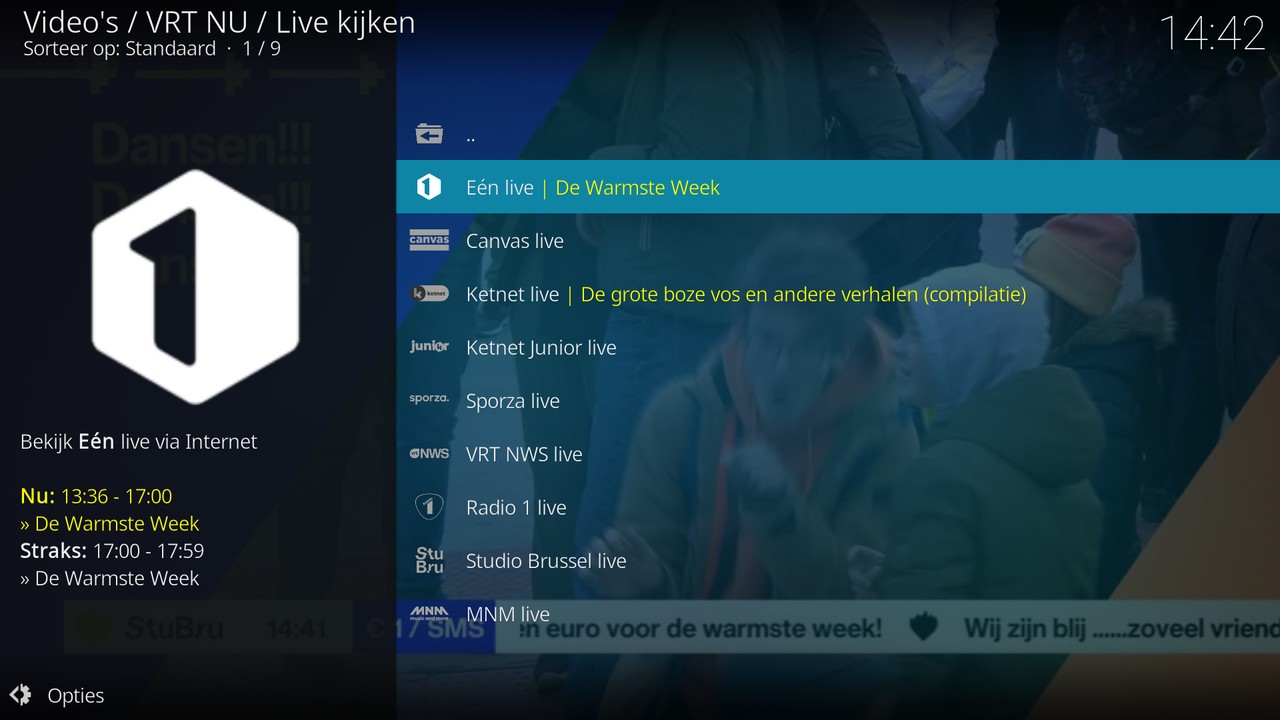 Video's / VRT NU / Live kijken
Sorteer op: Standaard · 1 / 9
14:42
Dansen!!!
..
Eén live | De Warmste Week
canvas
Canvas live
ketnet
Ketnet live | De grote boze vos en andere verhalen (compilatie)
junior
Ketnet Junior live
sporza.
Sporza live
NWS
VRT NWS live
1
Radio 1 live
Stu
Bru
Studio Brussel live
MNM
MNM live
1
Bekijk Eén live via Internet
Nu: 13:36 - 17:00
» De Warmste Week
Straks: 17:00 - 17:59
» De Warmste Week
StuBru 14:41 € 1 / SMS en euro voor de warmste week! Wij zijn blij ......zoveel vriend
Opties